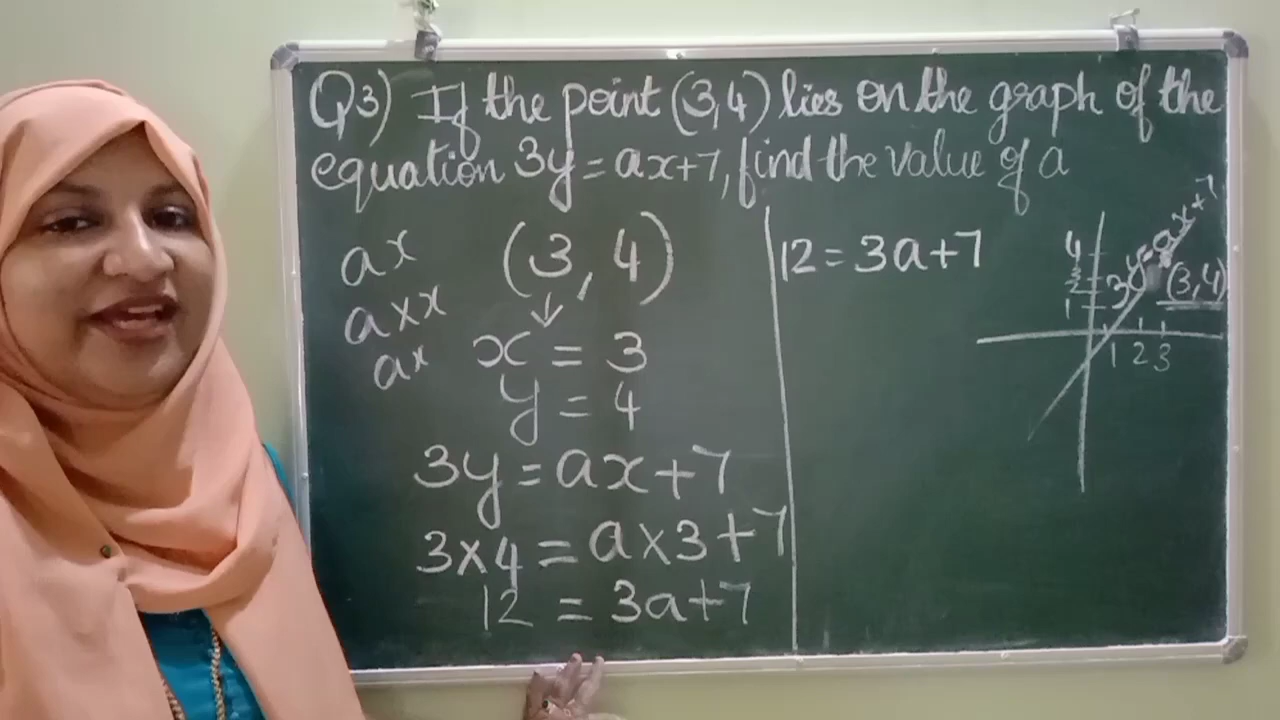 Q3) If the point (3,4) lies on the graph of the
equation 3y = ax+7, find the value of a
ax
a×x
ax
(3, 4)
x = 3
y = 4
3y = ax+7
3×4 = a×3+7
12 = 3a+7
12 = 3a+7
4
3
2
1
1 2 3
3y=ax+7
(3,4)